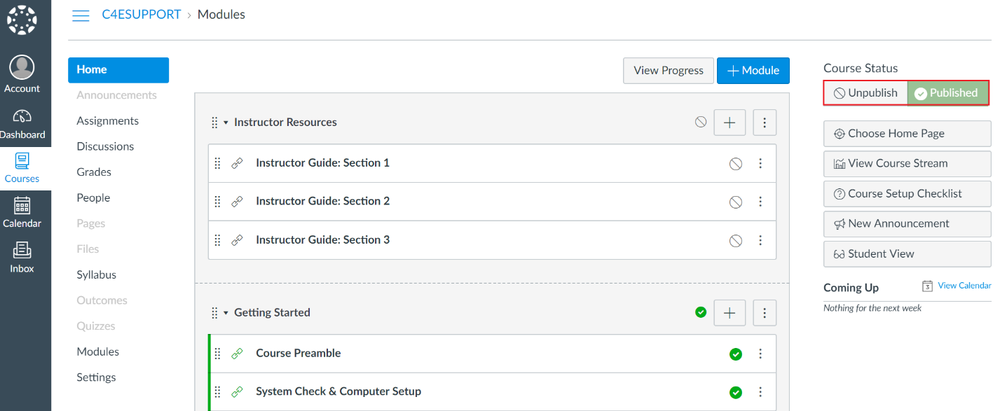 C4ESUPPORT > Modules
Account
Dashboard
Courses
Calendar
Inbox
Home
Announcements
Assignments
Discussions
Grades
People
Pages
Files
Syllabus
Outcomes
Quizzes
Modules
Settings
View Progress
+ Module
Instructor Resources
Instructor Guide: Section 1
Instructor Guide: Section 2
Instructor Guide: Section 3
Getting Started
Course Preamble
System Check & Computer Setup
Course Status
Unpublish
Published
Choose Home Page
View Course Stream
Course Setup Checklist
New Announcement
Student View
Coming Up
3
View Calendar
Nothing for the next week